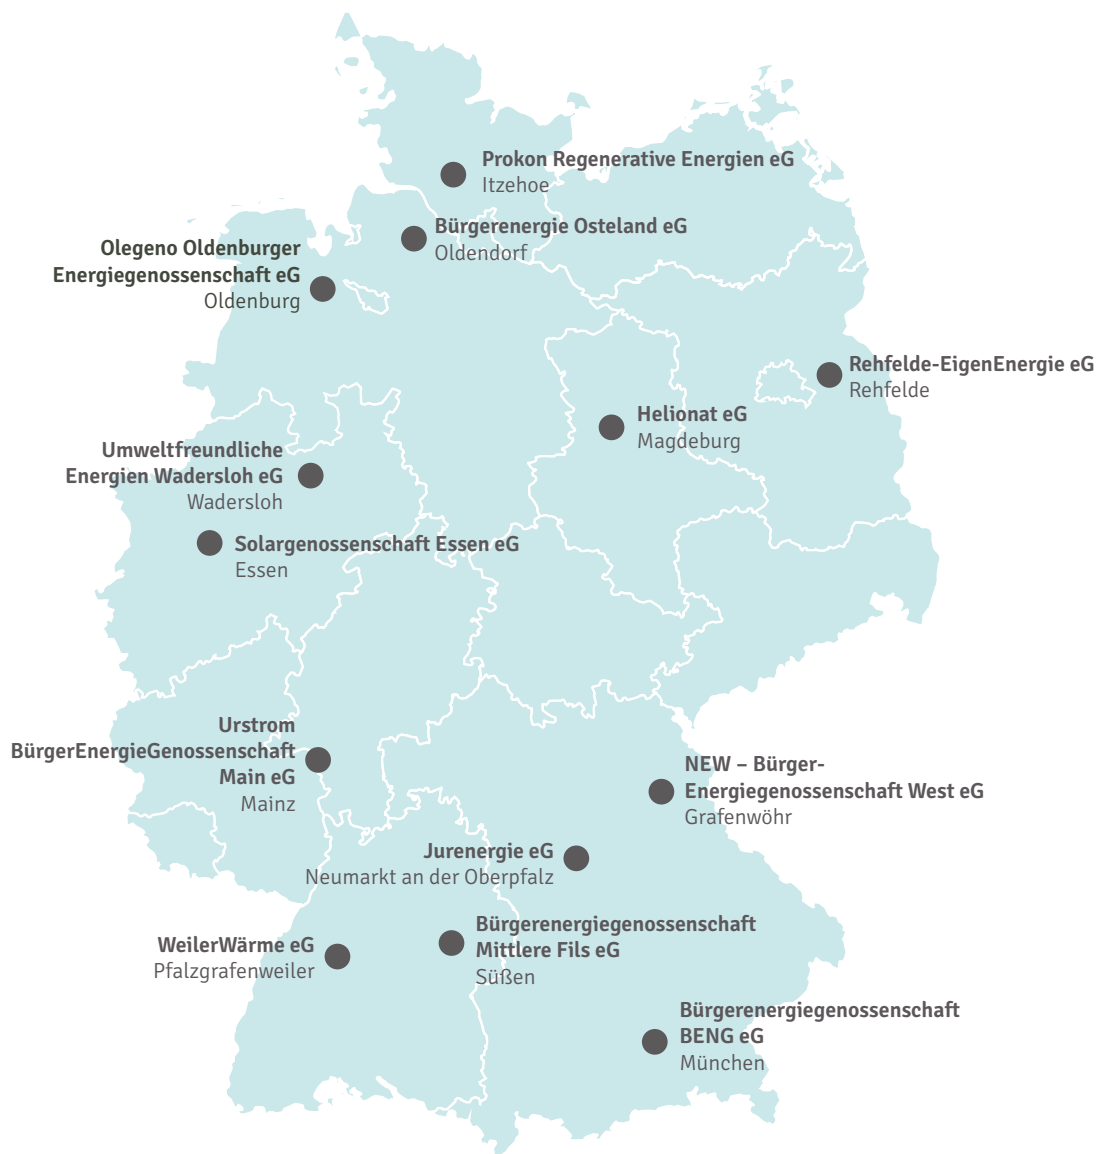 Prokon Regenerative Energien eG
Itzehoe
Bürgerenergie Osteland eG
Oldendorf
Olegeno Oldenburger
Energiegenossenschaft eG
Oldenburg
Rehfelde-EigenEnergie eG
Rehfelde
Helionat eG
Magdeburg
Umweltfreundliche
Energien Wadersloh eG
Wadersloh
Solargenossenschaft Essen eG
Essen
Urstrom
BürgerEnergieGenossenschaft
Main eG
Mainz
NEW – Bürger-
Energiegenossenschaft West eG
Grafenwöhr
Jurenergie eG
Neumarkt an der Oberpfalz
Bürgerenergiegenossenschaft
Mittlere Fils eG
Süßen
WeilerWärme eG
Pfalzgrafenweiler
Bürgerenergiegenossenschaft
BENG eG
München